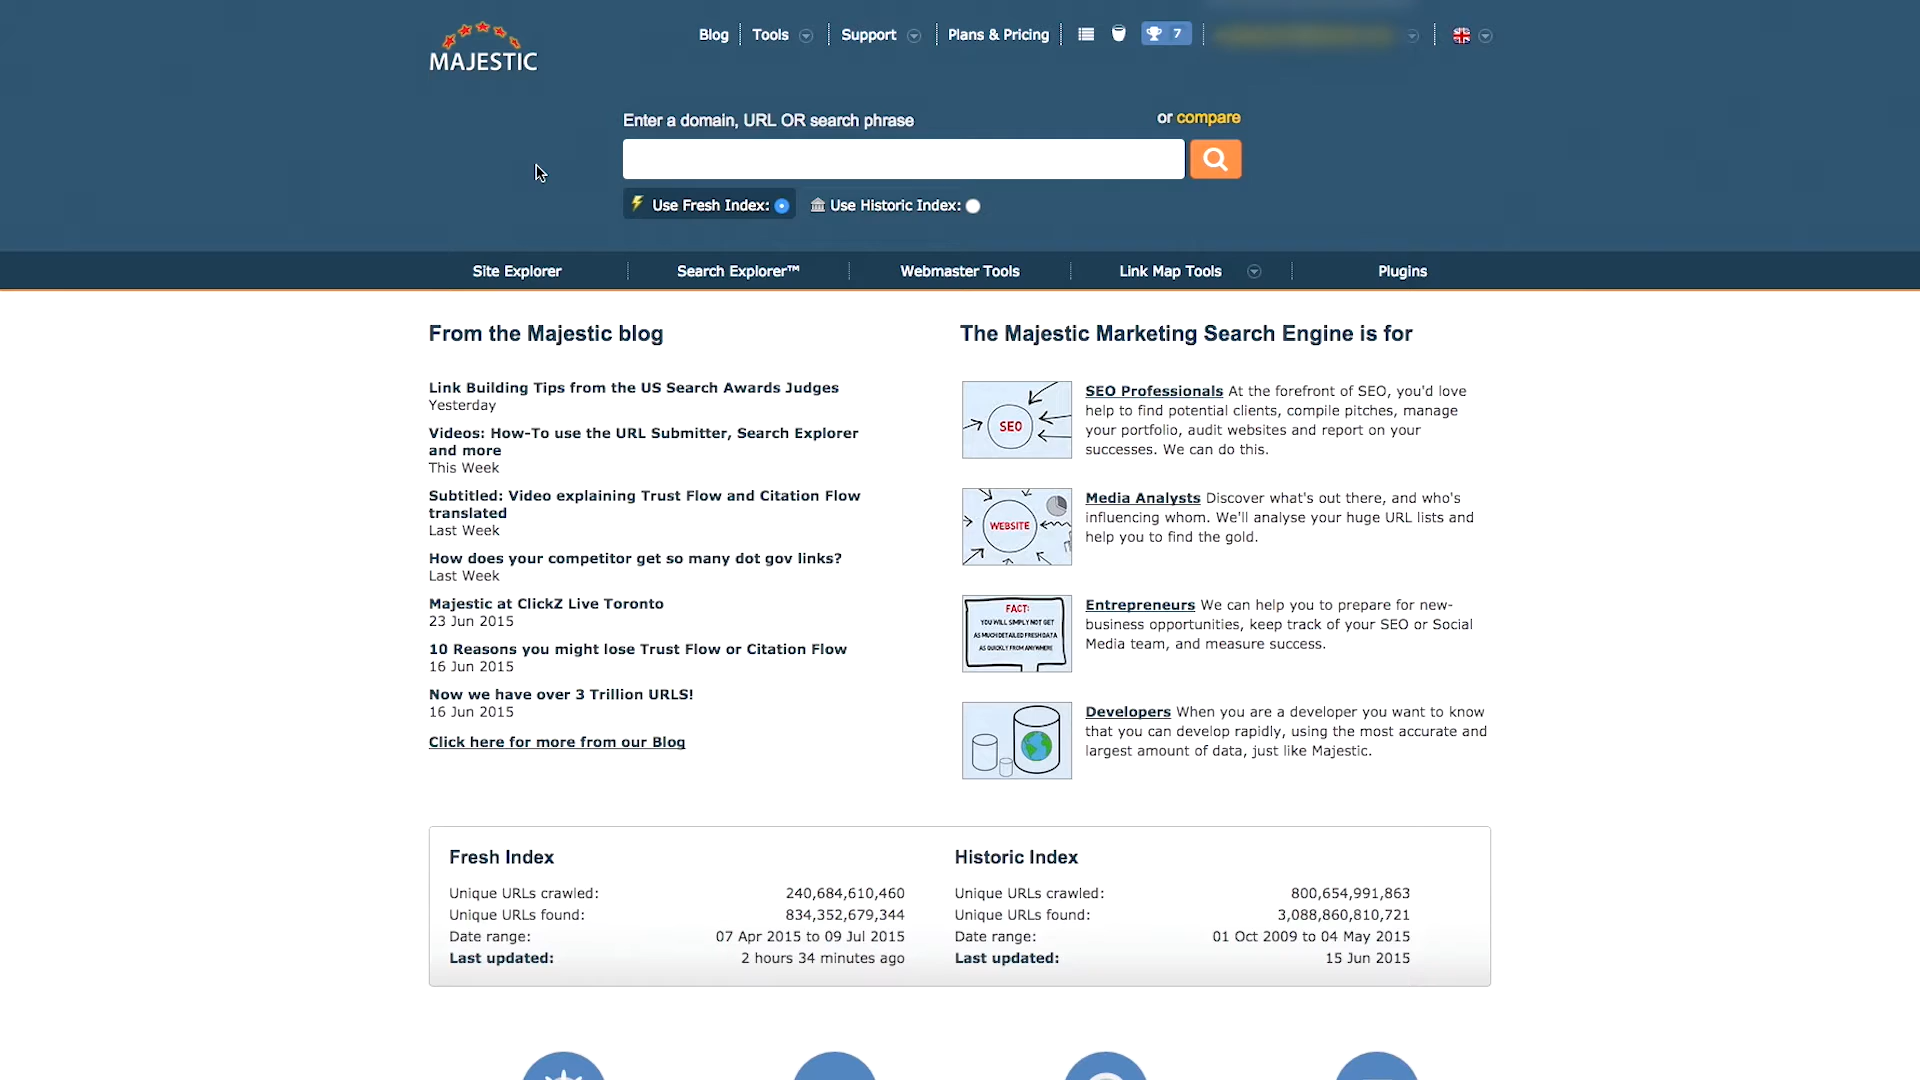 MAJESTIC
Blog
Tools
Support
Plans & Pricing
7
Enter a domain, URL OR search phrase
or compare
Use Fresh Index:
Use Historic Index:
Site Explorer
Search Explorer™
Webmaster Tools
Link Map Tools
Plugins
From the Majestic blog
Link Building Tips from the US Search Awards Judges
Yesterday
Videos: How-To use the URL Submitter, Search Explorer
and more
This Week
Subtitled: Video explaining Trust Flow and Citation Flow
translated
Last Week
How does your competitor get so many dot gov links?
Last Week
Majestic at ClickZ Live Toronto
23 Jun 2015
10 Reasons you might lose Trust Flow or Citation Flow
16 Jun 2015
Now we have over 3 Trillion URLS!
16 Jun 2015
Click here for more from our Blog
The Majestic Marketing Search Engine is for
SEO
SEO Professionals At the forefront of SEO, you'd love
help to find potential clients, compile pitches, manage
your portfolio, audit websites and report on your
successes. We can do this.
WEBSITE
Media Analysts Discover what's out there, and who's
influencing whom. We'll analyse your huge URL lists and
help you to find the gold.
FACT:
YOU WILL SIMPLY NOT GET
AS MUCH DETAILED FRESH DATA
AS QUICKLY FROM ANYWHERE
Entrepreneurs We can help you to prepare for new-
business opportunities, keep track of your SEO or Social
Media team, and measure success.
Developers When you are a developer you want to know
that you can develop rapidly, using the most accurate and
largest amount of data, just like Majestic.
Fresh Index
Unique URLs crawled: 240,684,610,460
Unique URLs found: 834,352,679,344
Date range: 07 Apr 2015 to 09 Jul 2015
Last updated: 2 hours 34 minutes ago
Historic Index
Unique URLs crawled: 800,654,991,863
Unique URLs found: 3,088,860,810,721
Date range: 01 Oct 2009 to 04 May 2015
Last updated: 15 Jun 2015